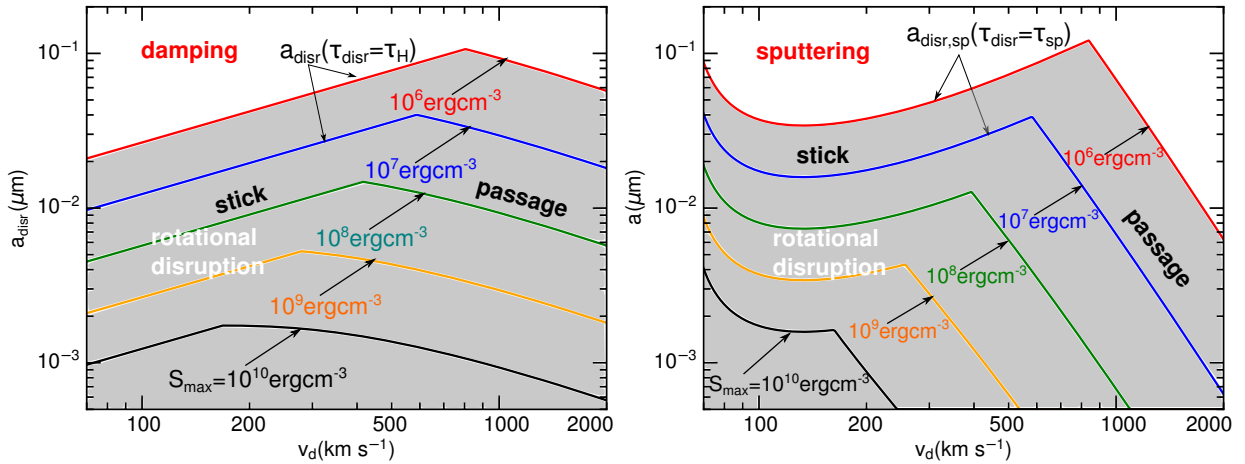 damping
a_disr(τ_disr=τ_H)
10^6ergcm^-3
10^7ergcm^-3
stick
passage
10^8ergcm^-3
rotational
disruption
10^9ergcm^-3
S_max=10^10ergcm^-3
a_disr(μm)
10^-1
10^-2
10^-3
100 200 500 1000 2000
v_d(km s^-1)
sputtering
a_disr,sp(τ_disr=τ_sp)
10^6ergcm^-3
stick
10^7ergcm^-3
passage
rotational
disruption
10^8ergcm^-3
10^9ergcm^-3
S_max=10^10ergcm^-3
a(μm)
10^-1
10^-2
10^-3
100 200 500 1000 2000
v_d(km s^-1)